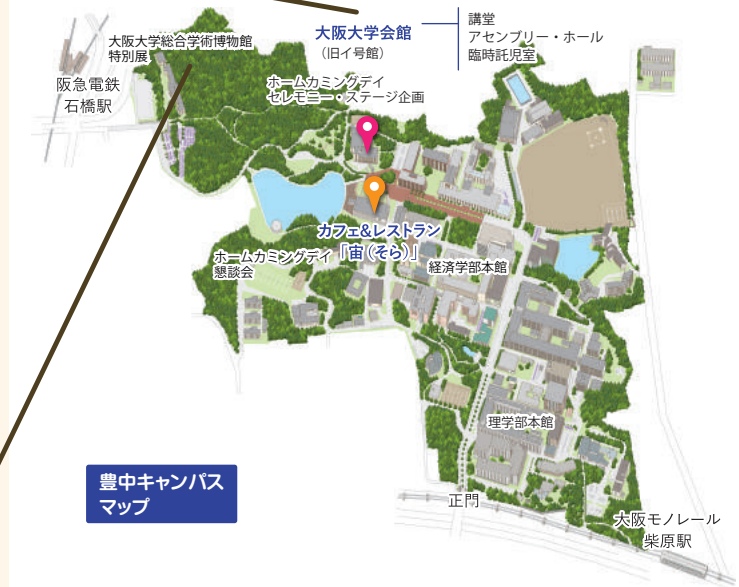 大阪大学会館
(旧イ号館)
講堂
アセンブリー・ホール
臨時託児室
大阪大学総合学術博物館
特別展
阪急電鉄
石橋駅
ホームカミングデイ
セレモニー・ステージ企画
カフェ&レストラン
「宙(そら)」
ホームカミングデイ
懇談会
経済学部本館
理学部本館
豊中キャンパス
マップ
正門
大阪モノレール
柴原駅